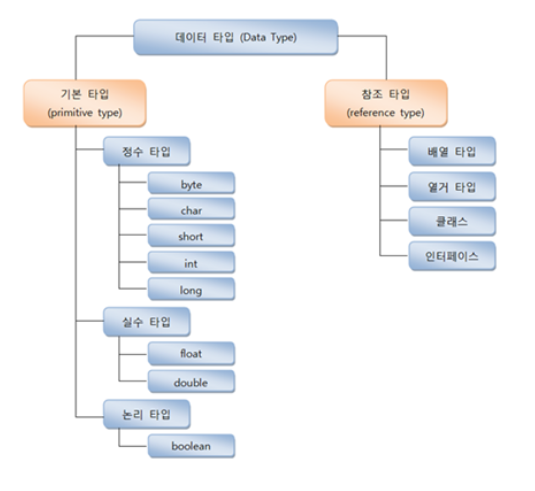 데이터 타입 (Data Type)
기본 타입
(primitive type)
정수 타입
byte
char
short
int
long
실수 타입
float
double
논리 타입
boolean
참조 타입
(reference type)
배열 타입
열거 타입
클래스
인터페이스